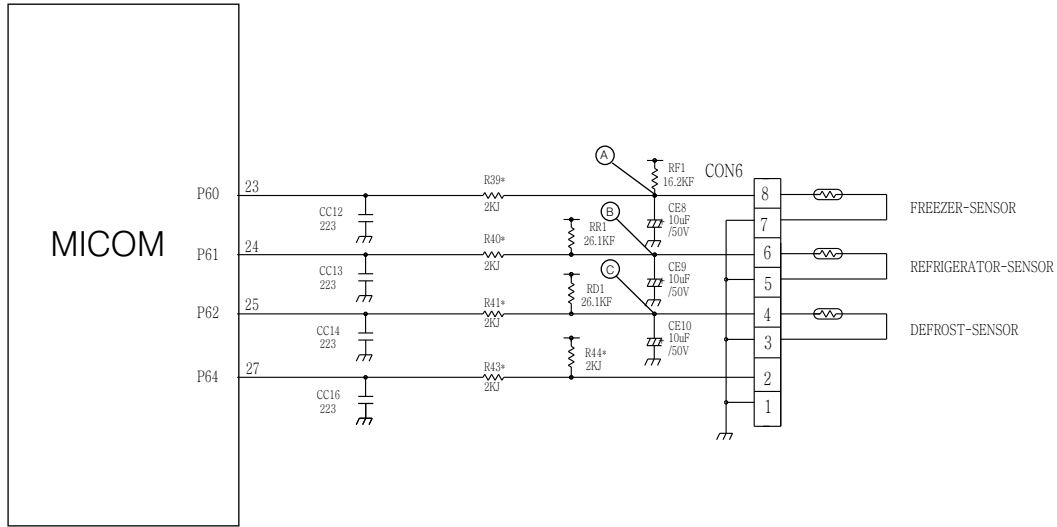 MICOM
P60
23
CC12
223
R39*
2KJ
A
RF1
16.2KF
CE8
+ 10uF
/50V
CON6
8
7
FREEZER-SENSOR
P61
24
CC13
223
R40*
2KJ
RR1
26.1KF
B
CE9
+ 10uF
/50V
6
5
REFRIGERATOR-SENSOR
P62
25
CC14
223
R41*
2KJ
RD1
26.1KF
C
CE10
+ 10uF
/50V
4
3
DEFROST-SENSOR
P64
27
CC16
223
R43*
2KJ
R44*
2KJ
2
1